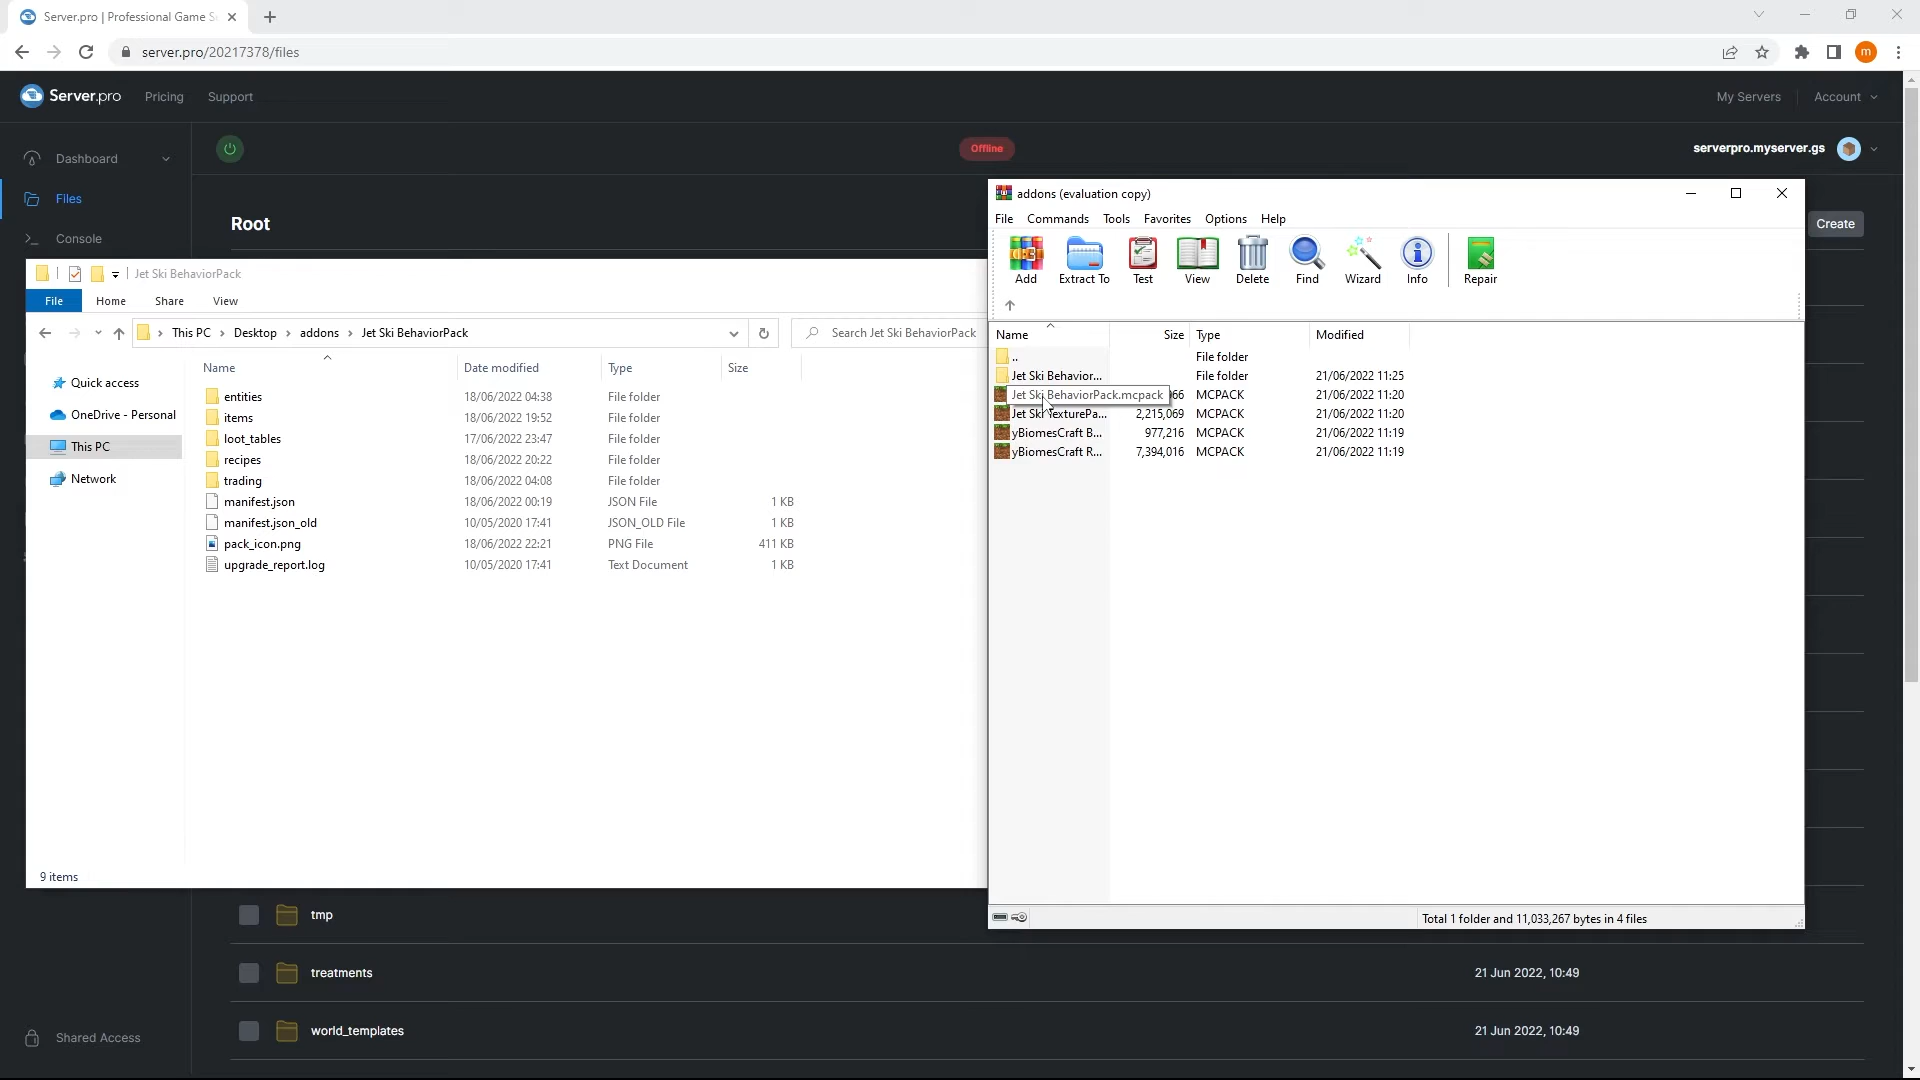 Server.pro | Professional Game S
server.pro/20217378/files
m
Server.pro Pricing Support My Servers Account
Dashboard Offline serverpro.myserver.gs
Files
Root Create
Console
Jet Ski BehaviorPack
File Home Share View
This PC Desktop addons Jet Ski BehaviorPack Search Jet Ski BehaviorPack
Name Date modified Type Size
Quick access
OneDrive - Personal
This PC
Network
entities 18/06/2022 04:38 File folder
items 18/06/2022 19:52 File folder
loot_tables 17/06/2022 23:47 File folder
recipes 18/06/2022 20:22 File folder
trading 18/06/2022 04:08 File folder
manifest.json 18/06/2022 00:19 JSON File 1 KB
manifest.json_old 10/05/2020 17:41 JSON_OLD File 1 KB
pack_icon.png 18/06/2022 22:21 PNG File 411 KB
upgrade_report.log 10/05/2020 17:41 Text Document 1 KB
9 items
addons (evaluation copy)
File Commands Tools Favorites Options Help
Add Extract To Test View Delete Find Wizard Info Repair
Name Size Type Modified
.. File folder
Jet Ski Behavior... File folder 21/06/2022 11:25
Jet Ski BehaviorPack.mcpack 066 MCPACK 21/06/2022 11:20
Jet Ski TexturePa... 2,215,069 MCPACK 21/06/2022 11:20
yBiomesCraft B... 977,216 MCPACK 21/06/2022 11:19
yBiomesCraft R... 7,394,016 MCPACK 21/06/2022 11:19
Total 1 folder and 11,033,267 bytes in 4 files
tmp
treatments 21 Jun 2022, 10:49
world_templates 21 Jun 2022, 10:49
Shared Access